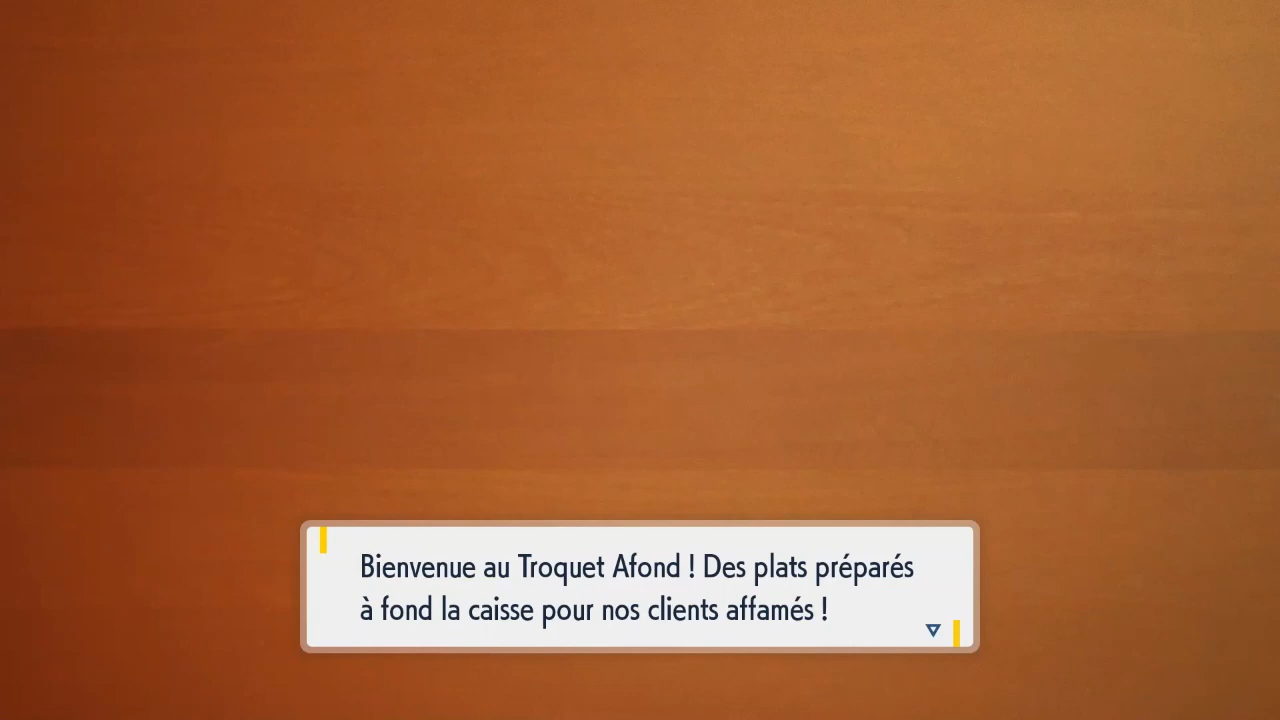 Bienvenue au Troquet Afond ! Des plats préparés
à fond la caisse pour nos clients affamés !